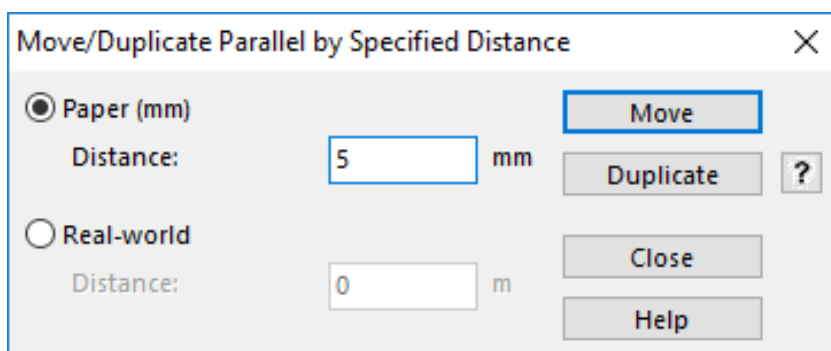 Move/Duplicate Parallel by Specified Distance
Paper (mm)
Move
Distance: 5 mm
Duplicate ?
Real-world
Close
Distance: 0 m
Help